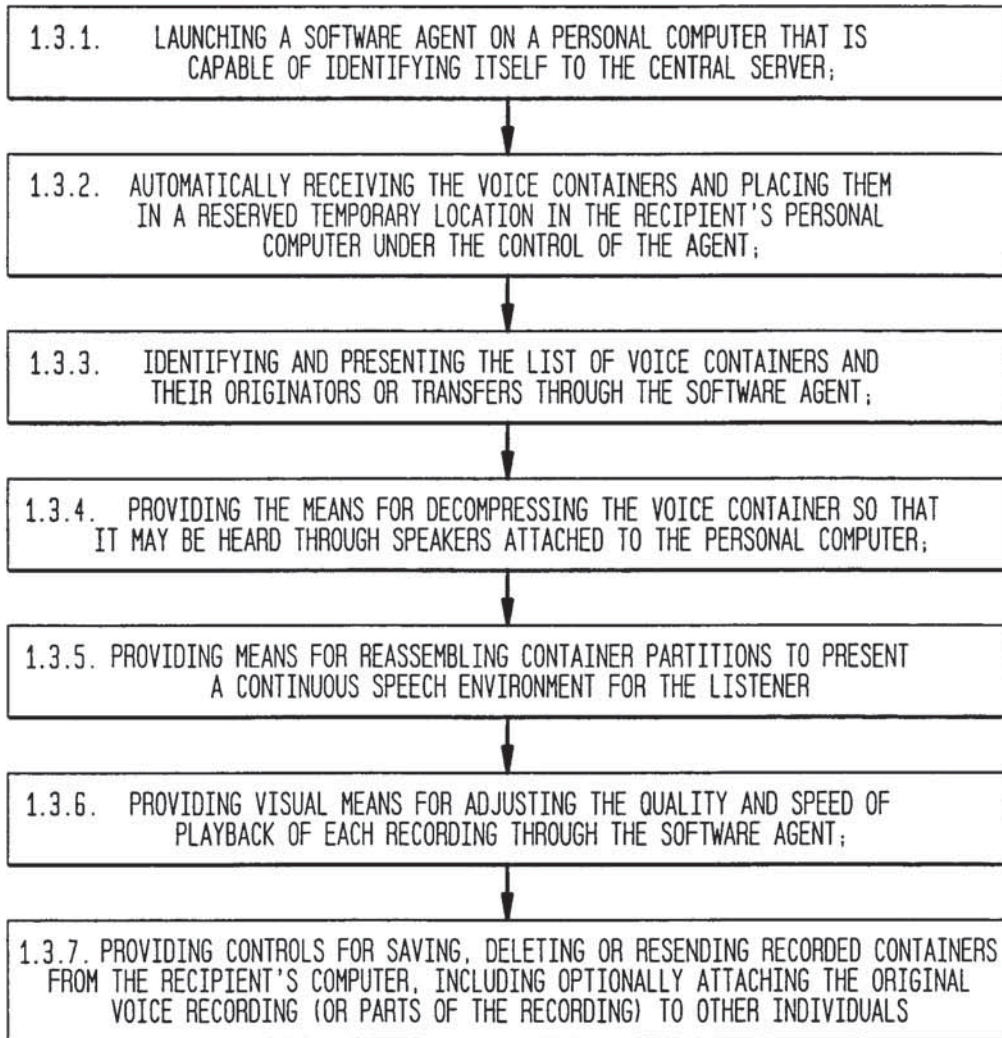 1.3.1. LAUNCHING A SOFTWARE AGENT ON A PERSONAL COMPUTER THAT IS
CAPABLE OF IDENTIFYING ITSELF TO THE CENTRAL SERVER;
1.3.2. AUTOMATICALLY RECEIVING THE VOICE CONTAINERS AND PLACING THEM
IN A RESERVED TEMPORARY LOCATION IN THE RECIPIENT'S PERSONAL
COMPUTER UNDER THE CONTROL OF THE AGENT;
1.3.3. IDENTIFYING AND PRESENTING THE LIST OF VOICE CONTAINERS AND
THEIR ORIGINATORS OR TRANSFERS THROUGH THE SOFTWARE AGENT;
1.3.4. PROVIDING THE MEANS FOR DECOMPRESSING THE VOICE CONTAINER SO THAT
IT MAY BE HEARD THROUGH SPEAKERS ATTACHED TO THE PERSONAL COMPUTER;
1.3.5. PROVIDING MEANS FOR REASSEMBLING CONTAINER PARTITIONS TO PRESENT
A CONTINUOUS SPEECH ENVIRONMENT FOR THE LISTENER
1.3.6. PROVIDING VISUAL MEANS FOR ADJUSTING THE QUALITY AND SPEED OF
PLAYBACK OF EACH RECORDING THROUGH THE SOFTWARE AGENT;
1.3.7. PROVIDING CONTROLS FOR SAVING, DELETING OR RESENDING RECORDED CONTAINERS
FROM THE RECIPIENT'S COMPUTER, INCLUDING OPTIONALLY ATTACHING THE ORIGINAL
VOICE RECORDING (OR PARTS OF THE RECORDING) TO OTHER INDIVIDUALS